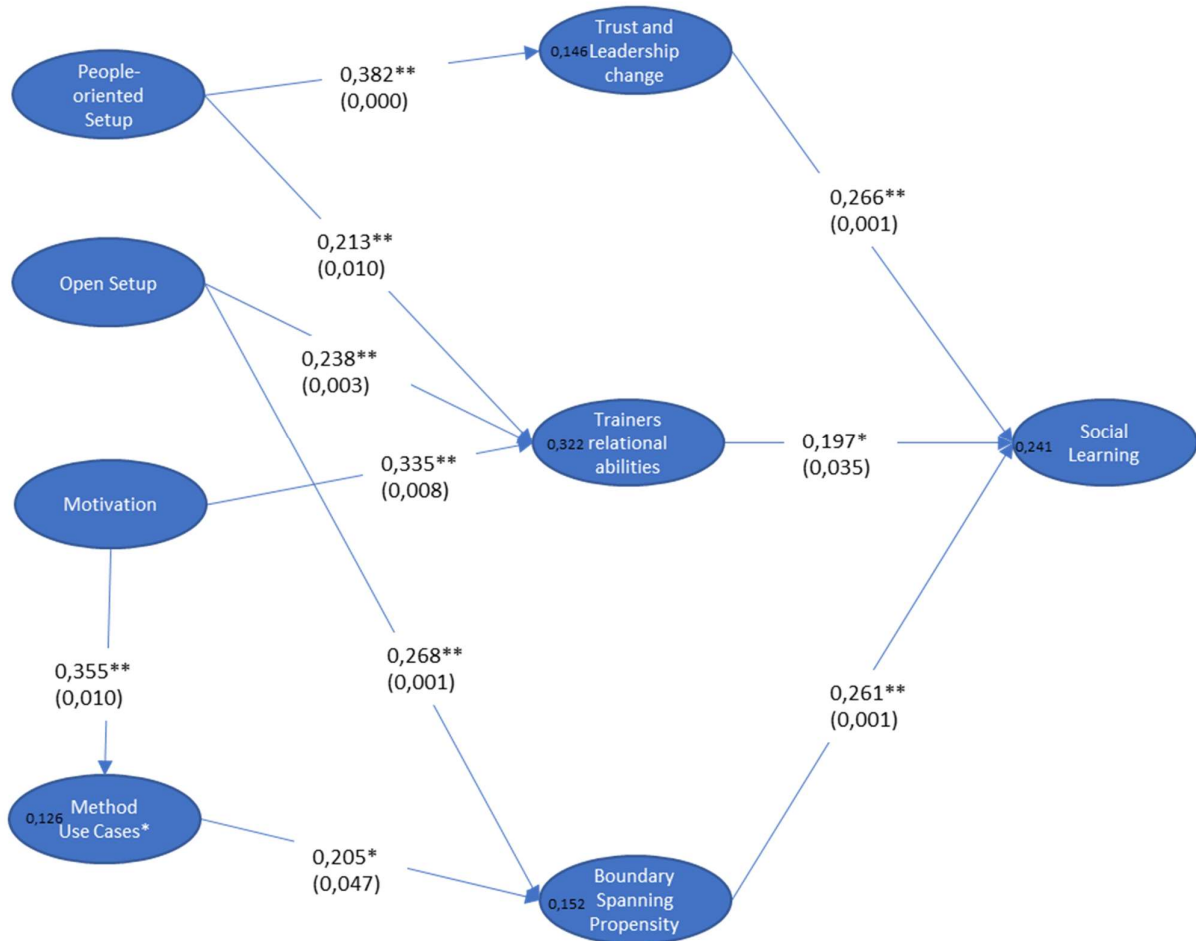 People-
oriented
Setup
0,382**
(0,000)
0,146
Trust and
Leadership
change
0,266**
(0,001)
0,213**
(0,010)
Open Setup
0,238**
(0,003)
0,322
Trainers
relational
abilities
0,197*
(0,035)
0,241
Social
Learning
Motivation
0,335**
(0,008)
0,355**
(0,010)
0,268**
(0,001)
0,261**
(0,001)
0,126
Method
Use Cases*
0,205*
(0,047)
0,152
Boundary
Spanning
Propensity